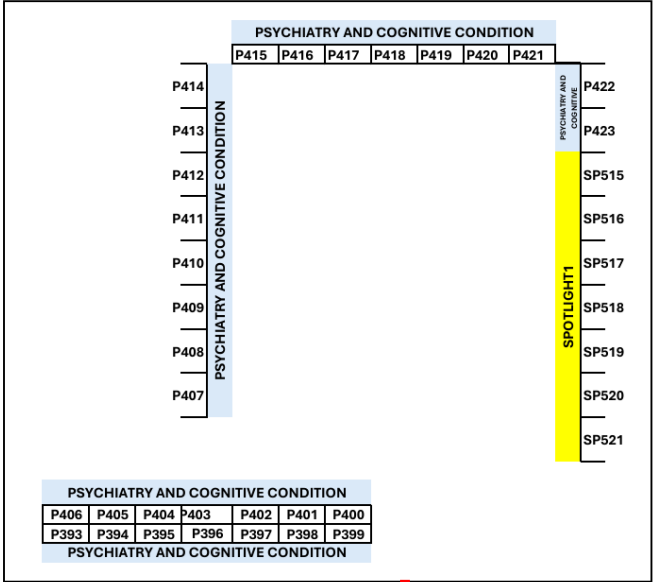 PSYCHIATRY AND COGNITIVE CONDITION
P415 P416 P417 P418 P419 P420 P421
P414
P413
P412
P411
P410
P409
P408
P407
PSYCHIATRY AND COGNITIVE CONDITION
PSYCHIATRY AND
COGNITIVE
P422
P423
SPOTLIGHT1
SP515
SP516
SP517
SP518
SP519
SP520
SP521
PSYCHIATRY AND COGNITIVE CONDITION
P406 P405 P404 P403 P402 P401 P400
P393 P394 P395 P396 P397 P398 P399
PSYCHIATRY AND COGNITIVE CONDITION